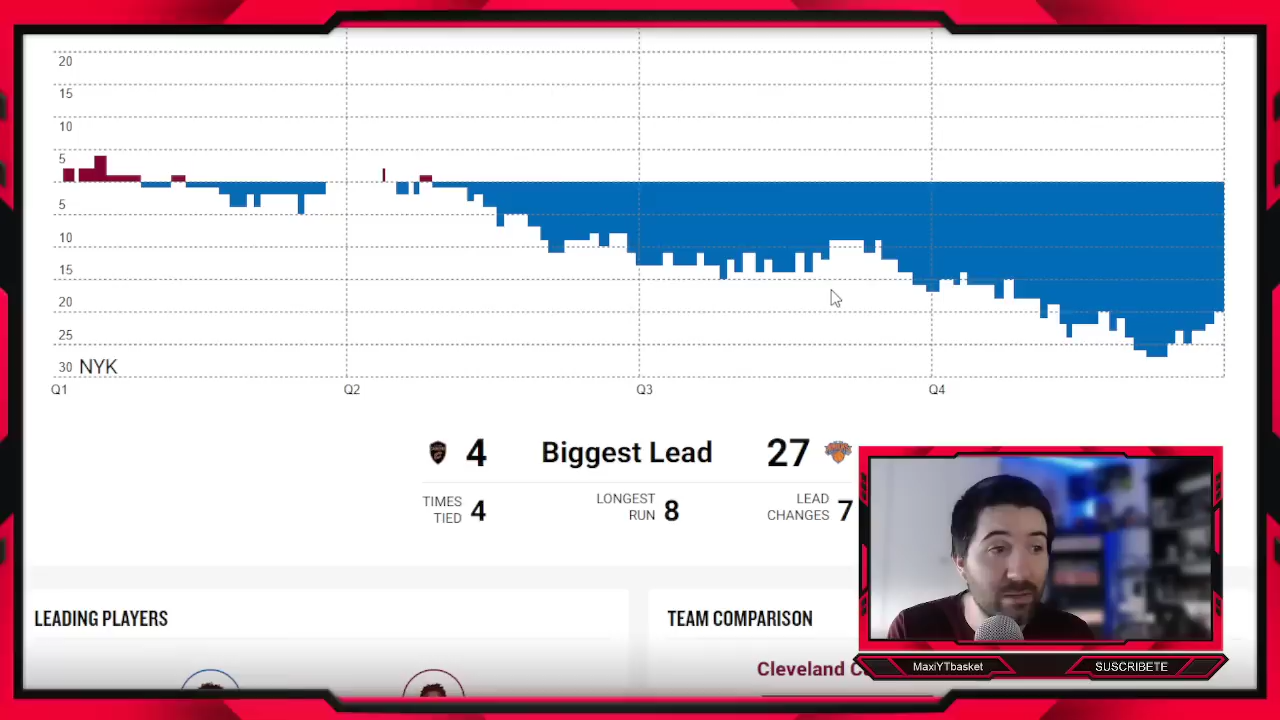 20
15
10
5
5
10
15
20
25
30 NYK
Q1 Q2 Q3 Q4
4 Biggest Lead 27
TIMES TIED 4 LONGEST RUN 8 LEAD CHANGES 7
LEADING PLAYERS
TEAM COMPARISON
Cleveland
MaxiYTbasket
SUSCRIBETE